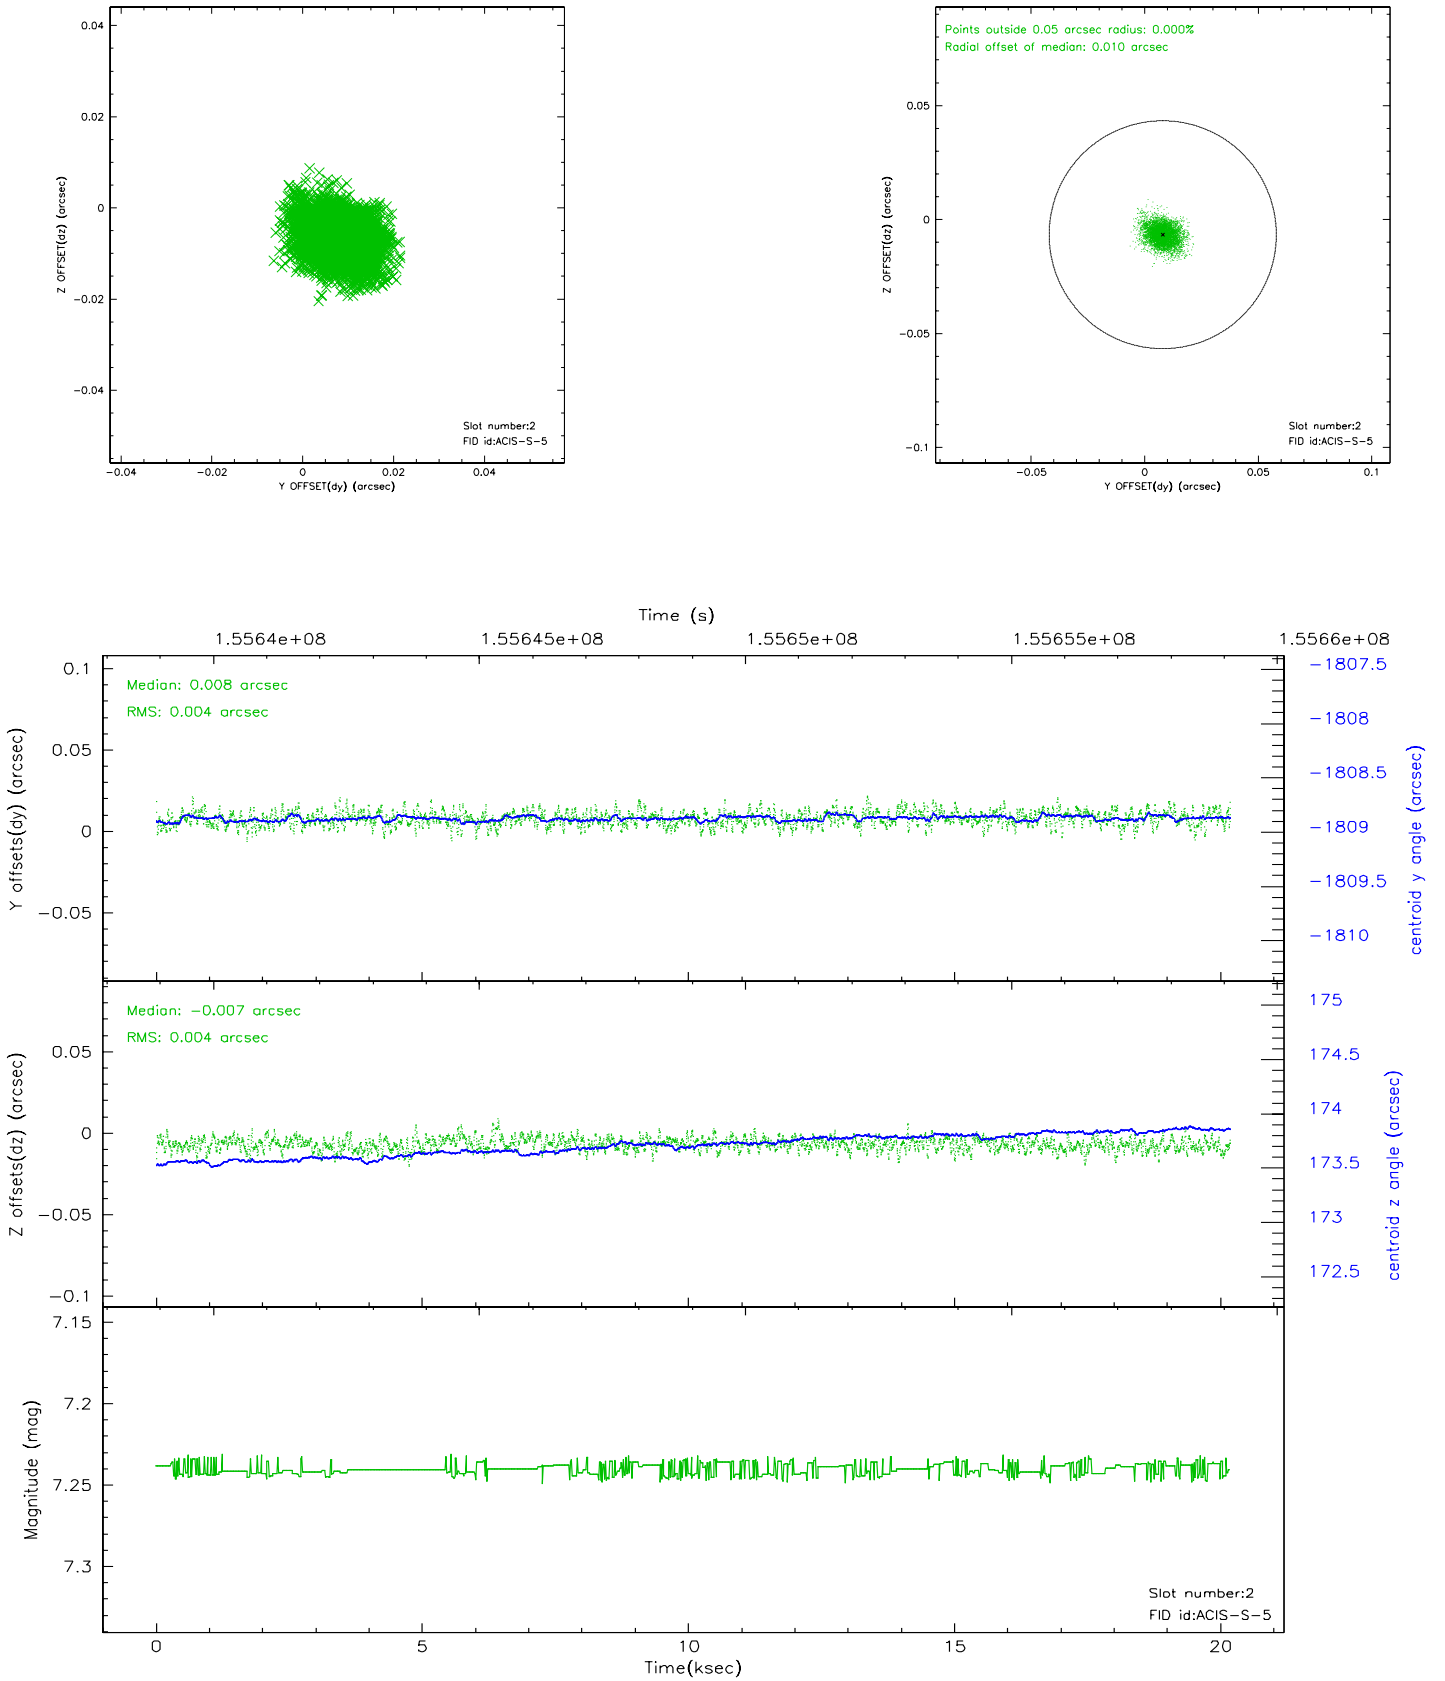 0.04
0.02
0
−0.02
−0.04
Z OFFSET(dz) (arcsec)
Slot number:2
FID id:ACIS−S−5
−0.04 −0.02 0 0.02 0.04
Y OFFSET(dy) (arcsec)
Points outside 0.05 arcsec radius: 0.000%
Radial offset of median: 0.010 arcsec
0.05
0
−0.05
−0.1
Z OFFSET(dz) (arcsec)
Slot number:2
FID id:ACIS−S−5
−0.05 0 0.05 0.1
Y OFFSET(dy) (arcsec)
Time (s)
1.5564e+08 1.55645e+08 1.5565e+08 1.55655e+08 1.5566e+08
0.1
0.05
0
−0.05
Y offsets(dy) (arcsec)
Median: 0.008 arcsec
RMS: 0.004 arcsec
−1807.5
−1808
−1808.5
−1809
−1809.5
−1810
centroid y angle (arcsec)
0.05
0
−0.05
−0.1
Z offsets(dz) (arcsec)
Median: −0.007 arcsec
RMS: 0.004 arcsec
175
174.5
174
173.5
173
172.5
centroid z angle (arcsec)
7.15
7.2
7.25
7.3
Magnitude (mag)
Slot number:2
FID id:ACIS−S−5
0 5 10 15 20
Time(ksec)